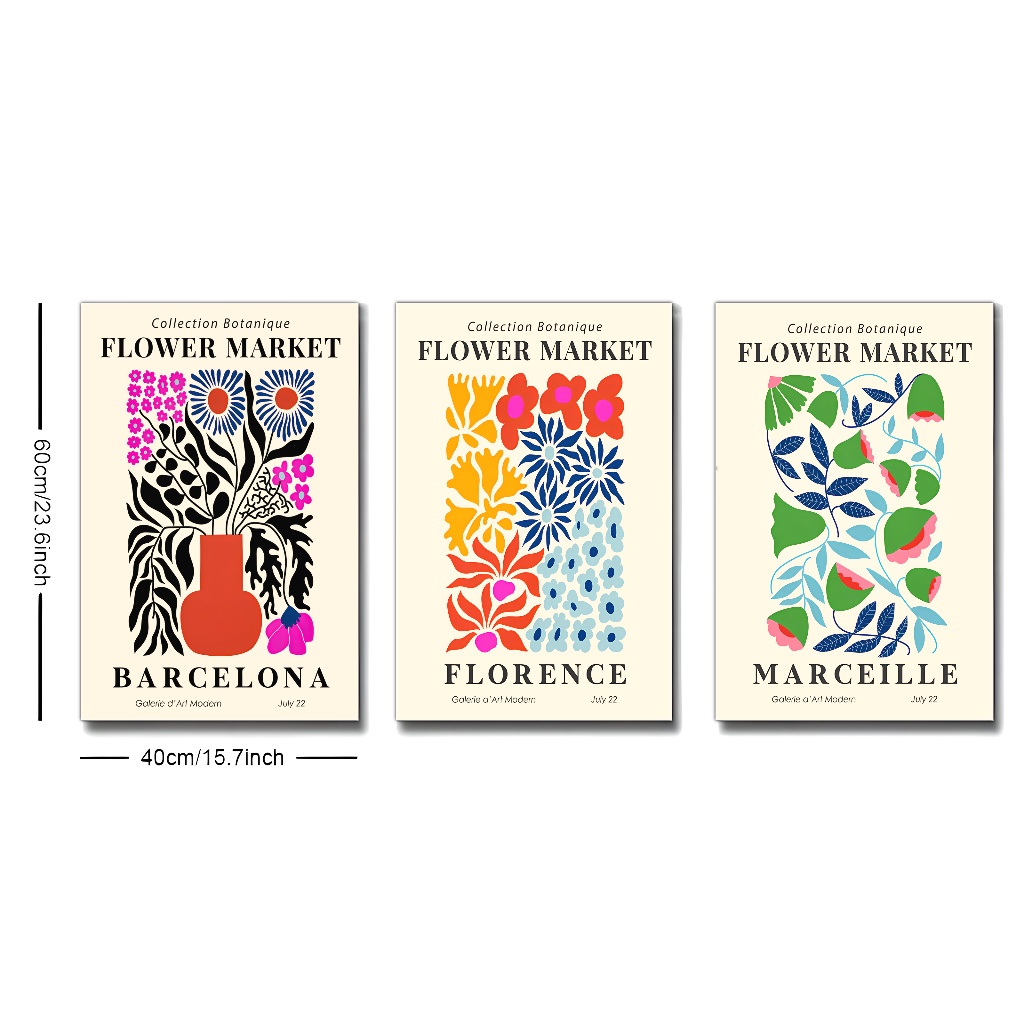 60cm/23.6inch
Collection Botanique
FLOWER MARKET
BARCELONA
Galerie d'Art Modern July 22
40cm/15.7inch
Collection Botanique
FLOWER MARKET
FLORENCE
Galerie d'Art Modern July 22
Collection Botanique
FLOWER MARKET
MARCEILLE
Galerie d'Art Modern July 22